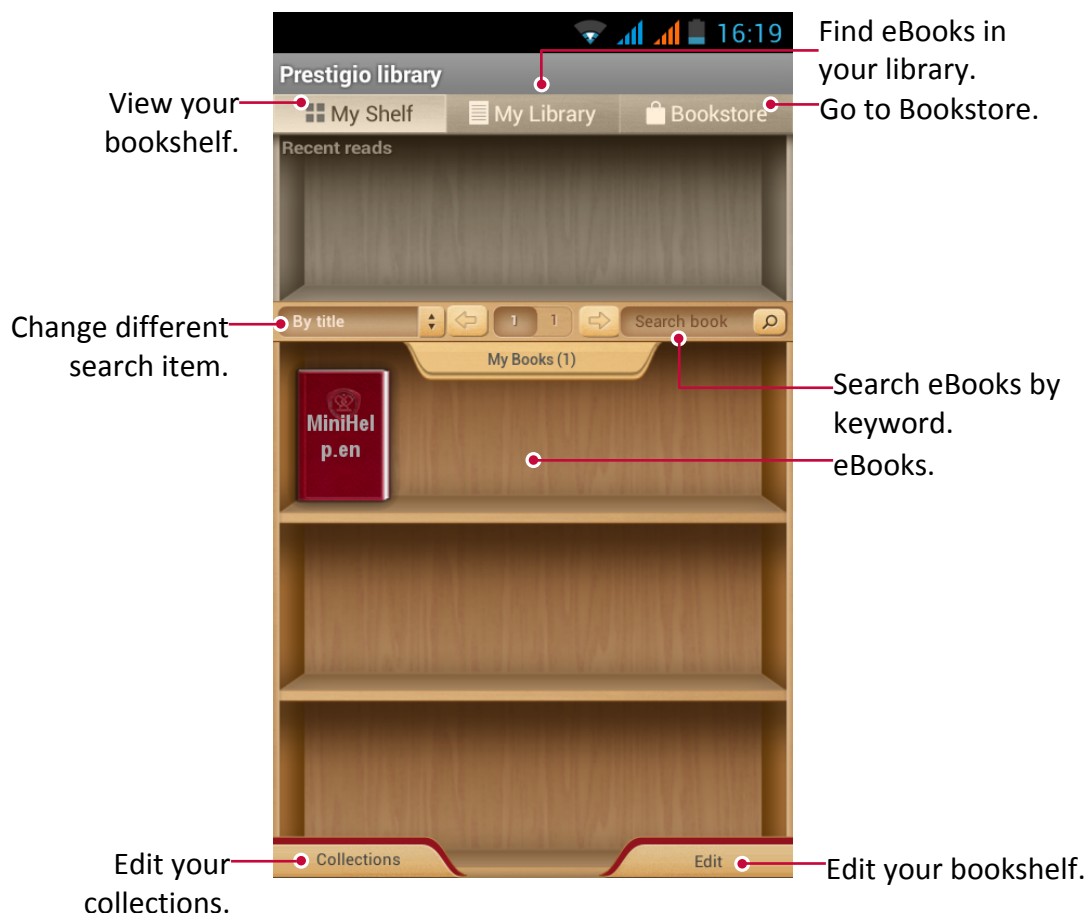 16:19
Find eBooks in
your library.
Prestigio library
View your
bookshelf.
My Shelf
My Library
Bookstore
Go to Bookstore.
Recent reads
Change different
search item.
By title
1
1
Search book
My Books (1)
MiniHel
p.en
Search eBooks by
keyword.
eBooks.
Edit your
collections.
Collections
Edit
Edit your bookshelf.